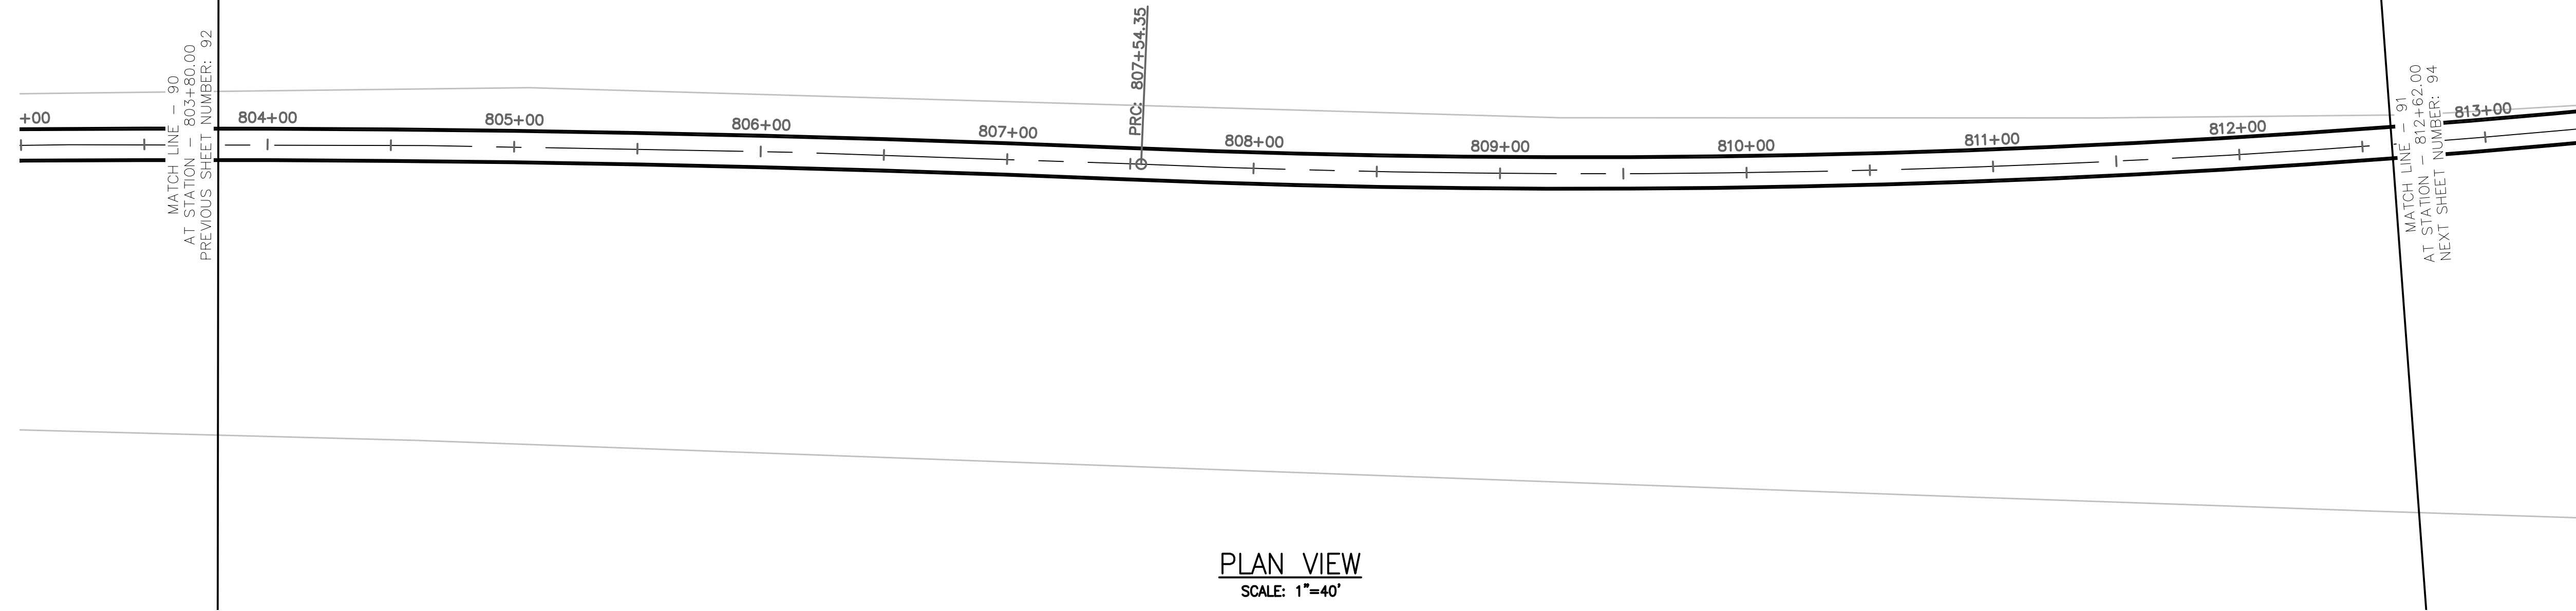 +00
MATCH LINE - 90
AT STATION - 803+80.00
PREVIOUS SHEET NUMBER: 92
804+00
805+00
806+00
807+00
PRC: 807+54.35
808+00
809+00
810+00
811+00
812+00
MATCH LINE - 91
AT STATION - 812+62.00
NEXT SHEET NUMBER: 94
813+00
PLAN VIEW
SCALE: 1"=40'